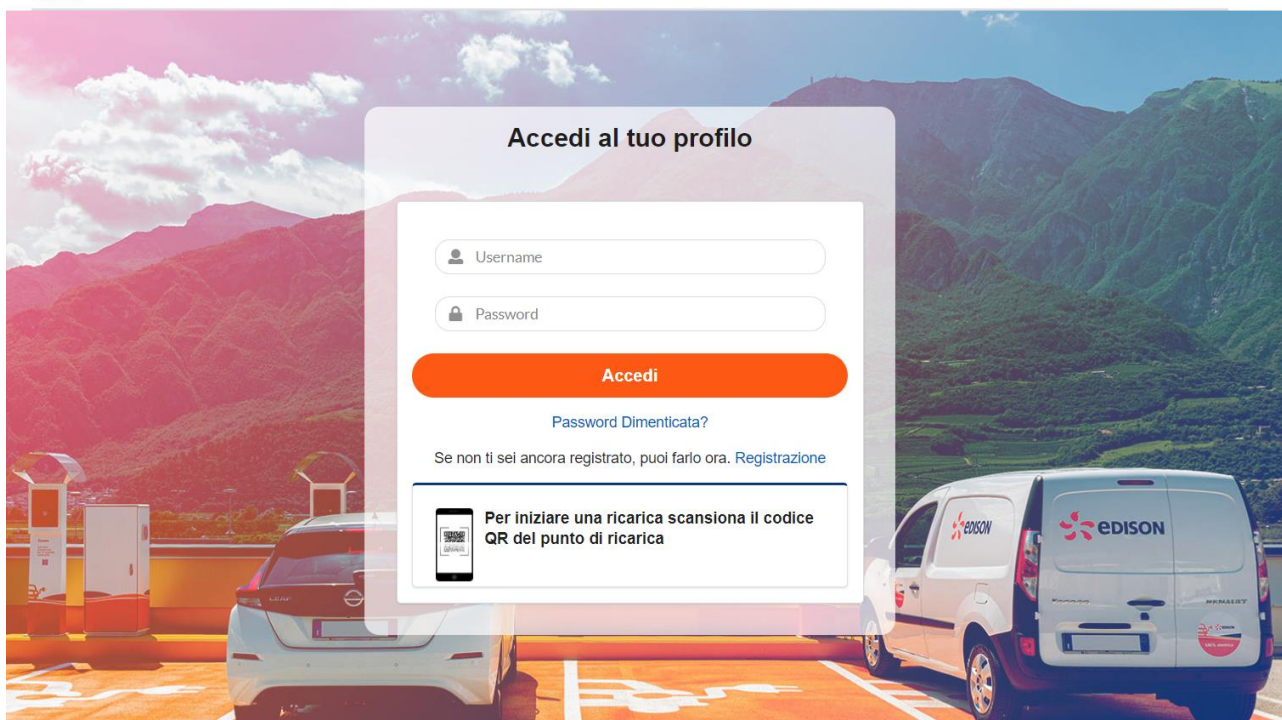 Accedi al tuo profilo
Username
Password
Accedi
Password Dimenticata?
Se non ti sei ancora registrato, puoi farlo ora. Registrazione
Per iniziare una ricarica scansiona il codice
QR del punto di ricarica
LEAF
eDISON
eDISON
RENAULT